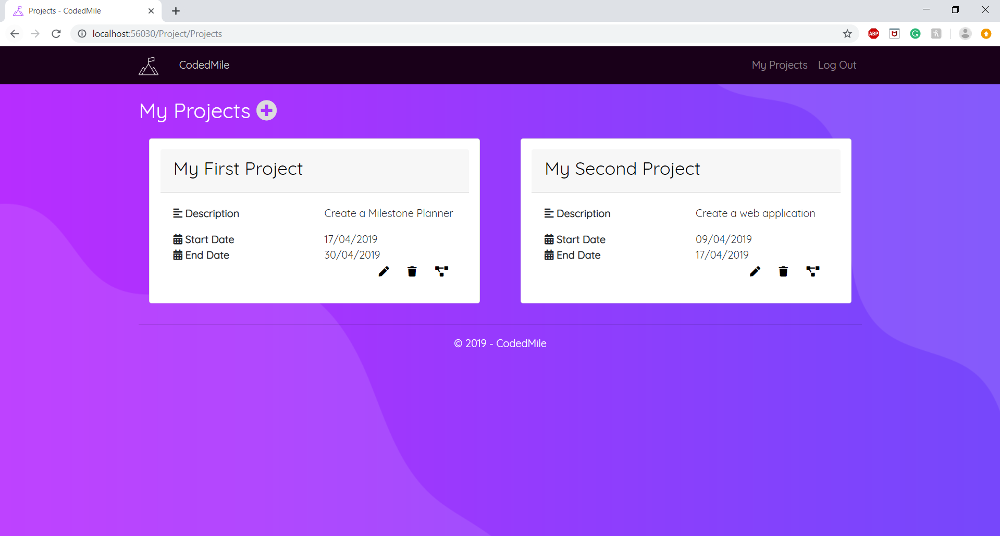 Projects - CodedMile
localhost:56030/Project/Projects
ABP
CodedMile
My Projects
Log Out
My Projects
My First Project
Description
Create a Milestone Planner
Start Date
17/04/2019
End Date
30/04/2019
My Second Project
Description
Create a web application
Start Date
09/04/2019
End Date
17/04/2019
© 2019 - CodedMile